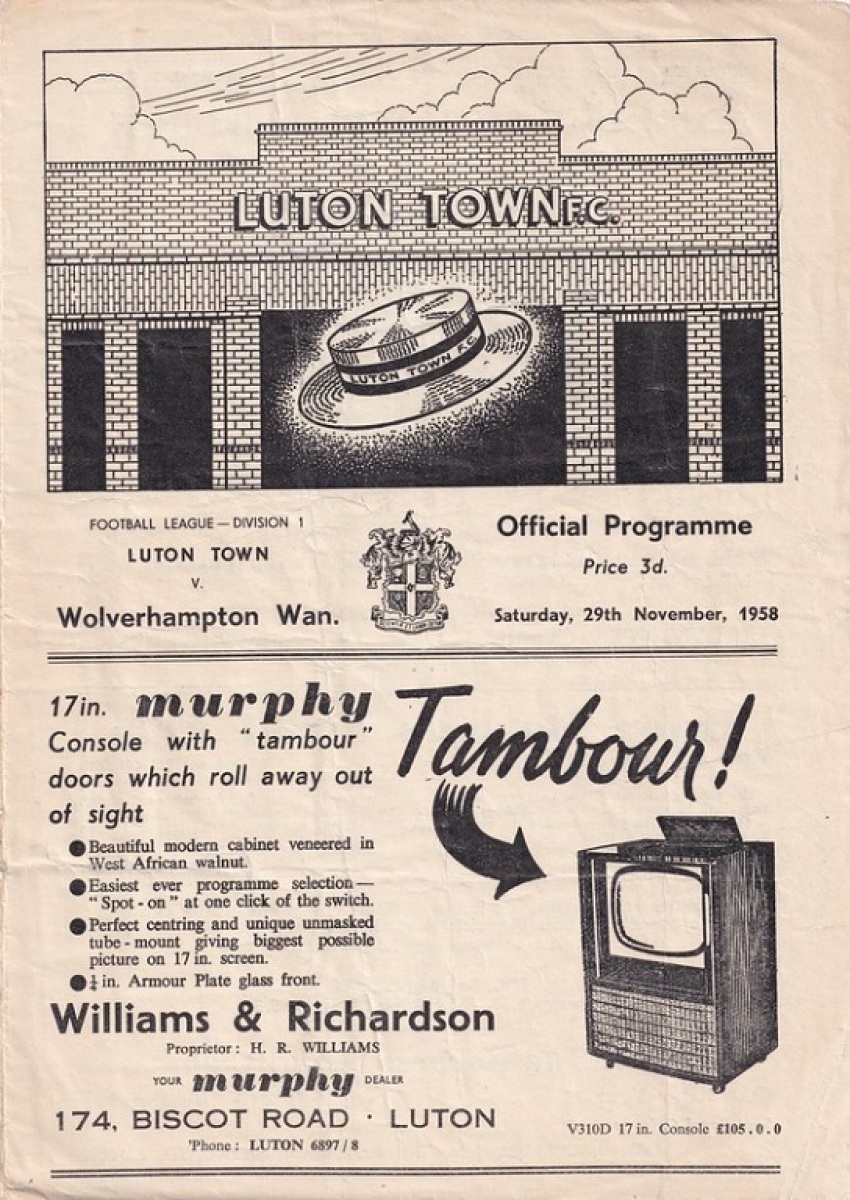 LUTON TOWN F.C.
LUTON TOWN F.C.
FOOTBALL LEAGUE — DIVISION 1
LUTON TOWN
V.
Wolverhampton Wan.
Official Programme
Price 3d.
Saturday, 29th November, 1958
17in. murphy
Console with "tambour"
doors which roll away out
of sight
Tambour!
● Beautiful modern cabinet veneered in
West African walnut.
● Easiest ever programme selection—
"Spot-on" at one click of the switch.
● Perfect centring and unique unmasked
tube-mount giving biggest possible
picture on 17 in. screen.
● ¼ in. Armour Plate glass front.
Williams & Richardson
Proprietor: H. R. WILLIAMS
YOUR murphy DEALER
174, BISCOT ROAD · LUTON
'Phone: LUTON 6897/8
V310D 17 in. Console £105.0.0